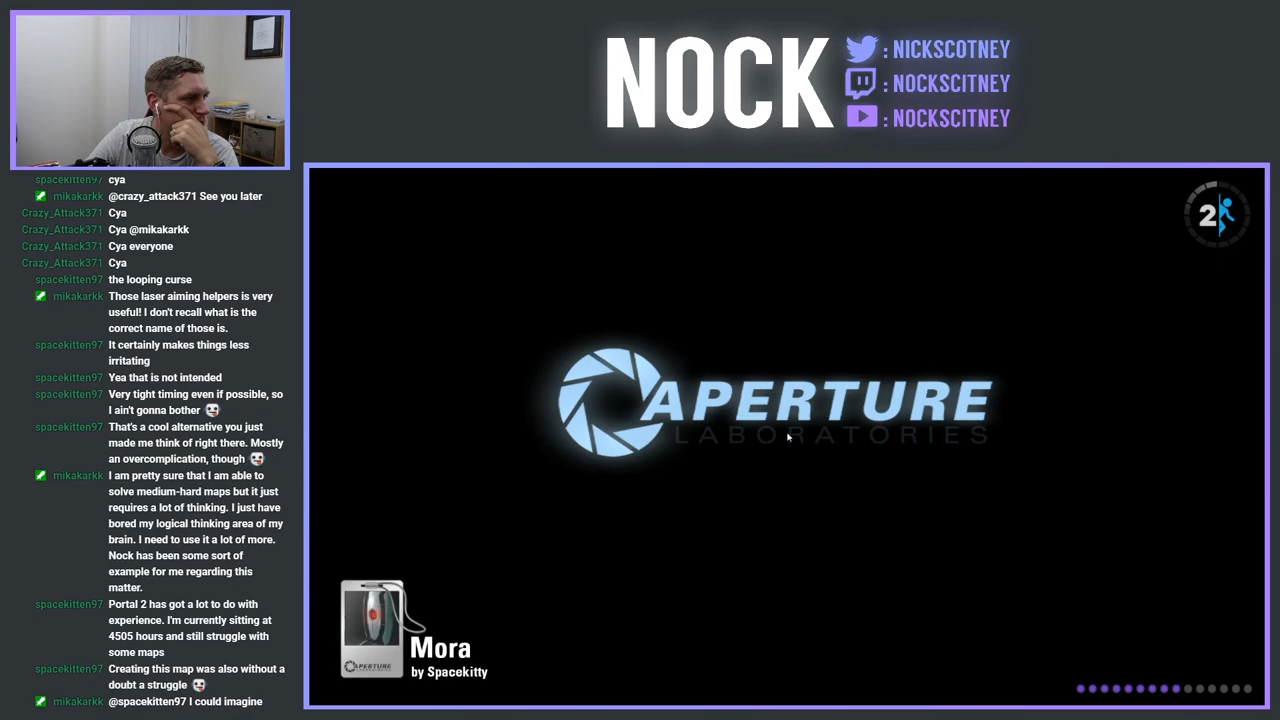 NOCK
: NICKSCOTNEY
: NOCKSCITNEY
: NOCKSCITNEY
spacekitten97 cya
mikakarkk @crazy_attack371 See you later
Crazy_Attack371 Cya
Crazy_Attack371 Cya @mikakarkk
Crazy_Attack371 Cya everyone
Crazy_Attack371 Cya
spacekitten97 the looping curse
mikakarkk Those laser aiming helpers is very
useful! I don't recall what is the
correct name of those is.
spacekitten97 It certainly makes things less
irritating
spacekitten97 Yea that is not intended
spacekitten97 Very tight timing even if possible, so
I ain't gonna bother
spacekitten97 That's a cool alternative you just
made me think of right there. Mostly
an overcomplication, though
mikakarkk I am pretty sure that I am able to
solve medium-hard maps but it just
requires a lot of thinking. I just have
bored my logical thinking area of my
brain. I need to use it a lot of more.
Nock has been some sort of
example for me regarding this
matter.
spacekitten97 Portal 2 has got a lot to do with
experience. I'm currently sitting at
4505 hours and still struggle with
some maps
spacekitten97 Creating this map was also without a
doubt a struggle
mikakarkk @spacekitten97 I could imagine
2
APERTURE
LABORATORIES
APERTURE
Mora
by Spacekitty